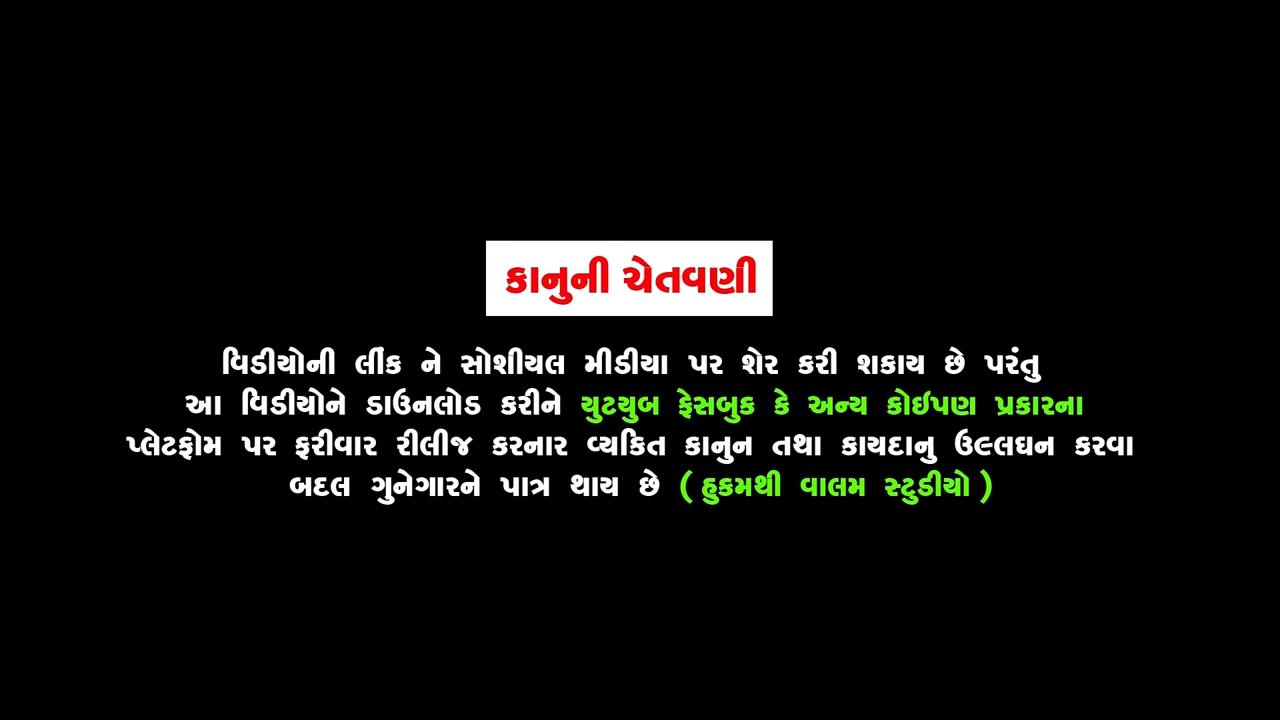 કાનુની ચેતવણી
વિડીયોની લીંક ને સોશીયલ મીડીયા પર શેર કરી શકાય છે પરંતુ
આ વિડીયોને ડાઉનલોડ કરીને યુટયુબ ફેસબુક કે અન્ય કોઈપણ પ્રકારના
પ્લેટફોમ પર ફરીવાર રીલીજ કરનાર વ્યકિત કાનુન તથા કાયદાનુ ઉલ્લઘન કરવા
બદલ ગુનેગારને પાત્ર થાય છે ( હુકમથી વાલમ સ્ટુડીયો )